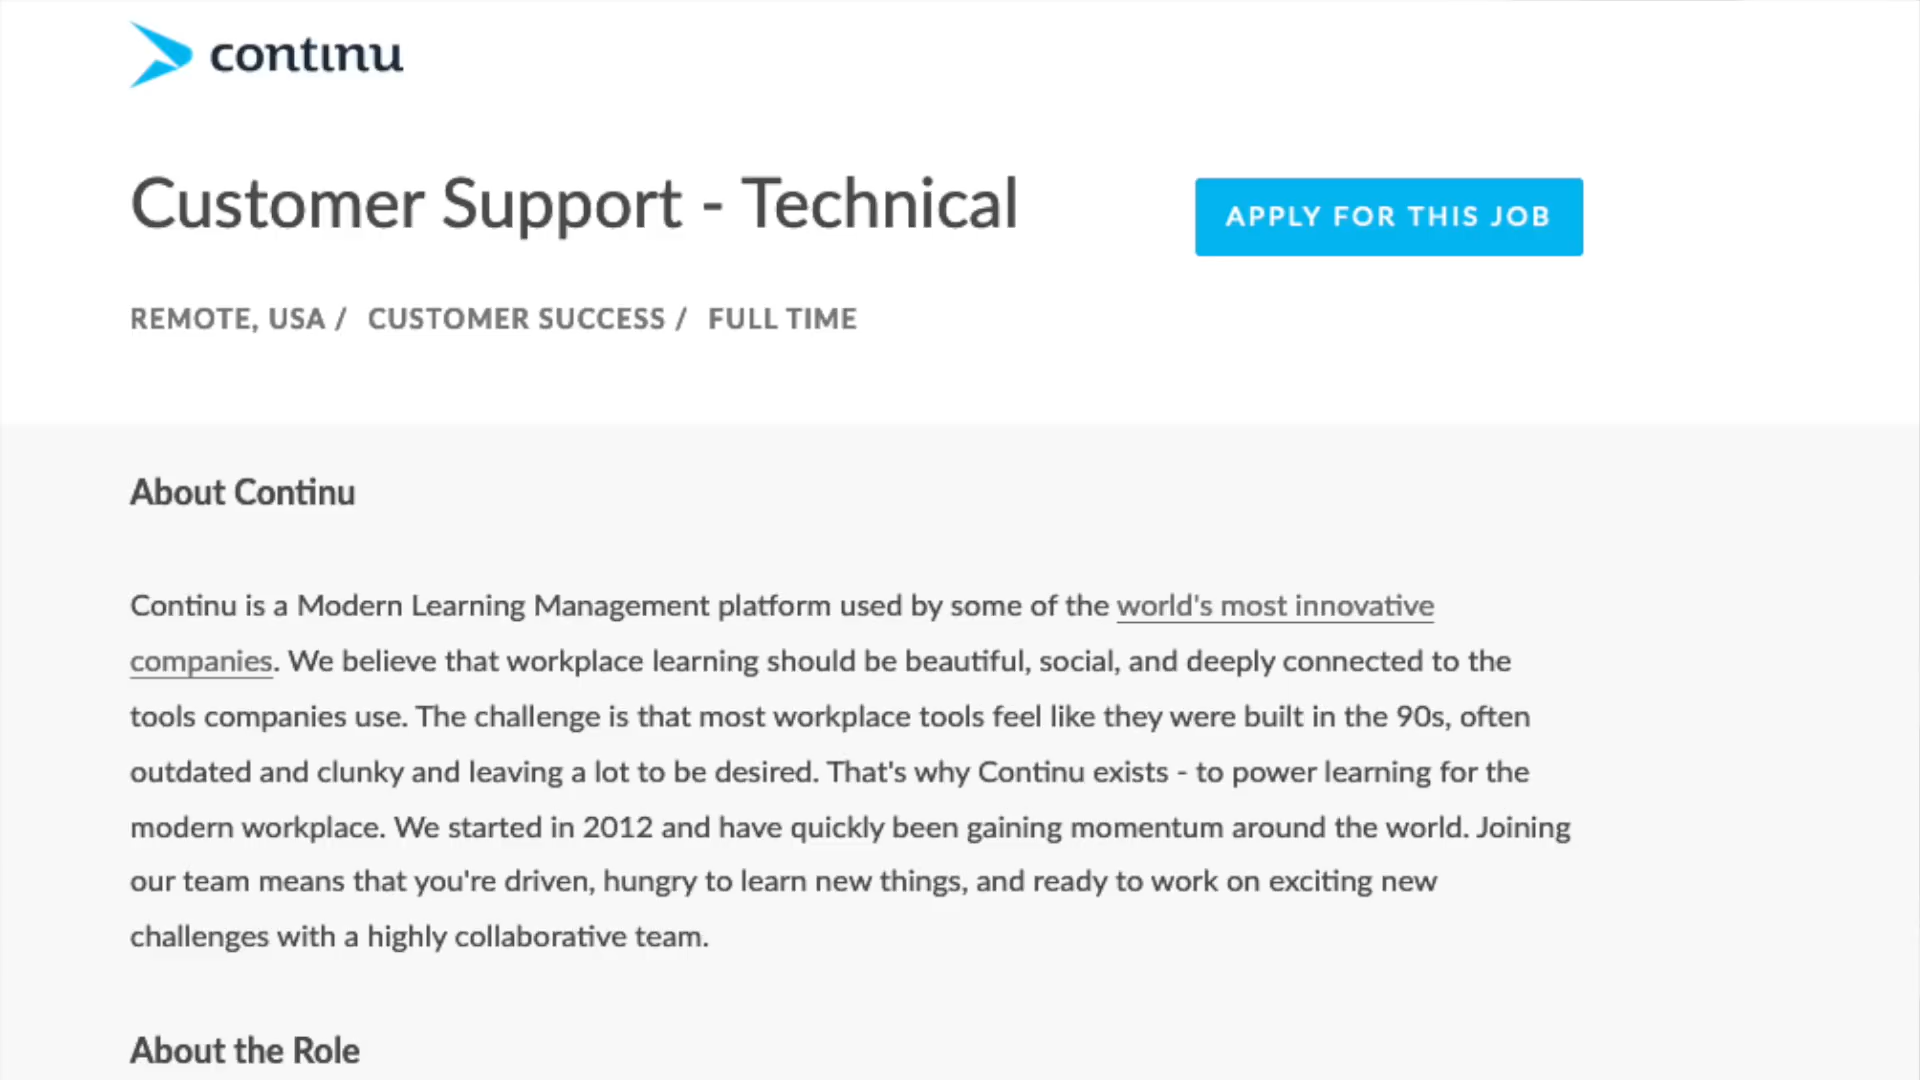 continu
Customer Support - Technical
APPLY FOR THIS JOB
REMOTE, USA / CUSTOMER SUCCESS / FULL TIME
About Continu
Continu is a Modern Learning Management platform used by some of the world's most innovative
companies. We believe that workplace learning should be beautiful, social, and deeply connected to the
tools companies use. The challenge is that most workplace tools feel like they were built in the 90s, often
outdated and clunky and leaving a lot to be desired. That's why Continu exists - to power learning for the
modern workplace. We started in 2012 and have quickly been gaining momentum around the world. Joining
our team means that you're driven, hungry to learn new things, and ready to work on exciting new
challenges with a highly collaborative team.
About the Role